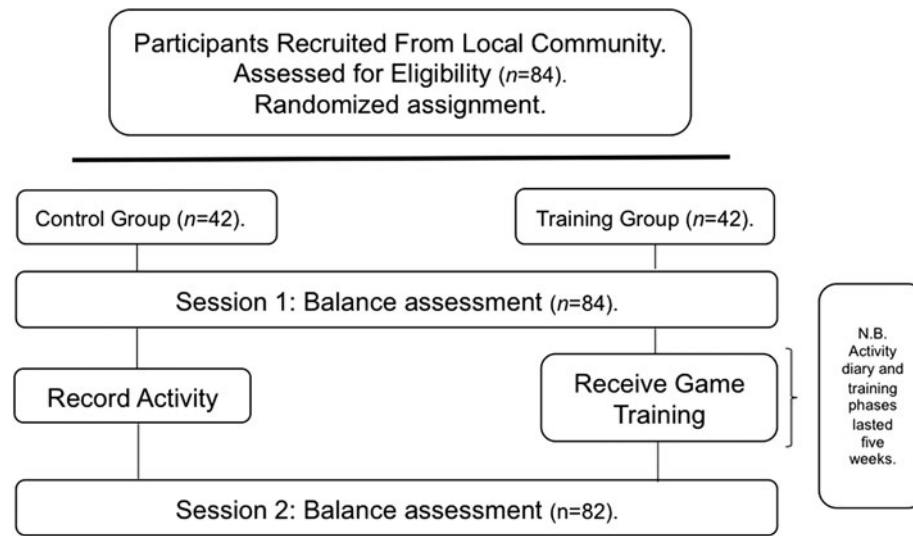 Participants Recruited From Local Community.
Assessed for Eligibility (n=84).
Randomized assignment.
Control Group (n=42).
Training Group (n=42).
Session 1: Balance assessment (n=84).
Record Activity
Receive Game
Training
N.B.
Activity
diary and
training
phases
lasted
five
weeks.
Session 2: Balance assessment (n=82).